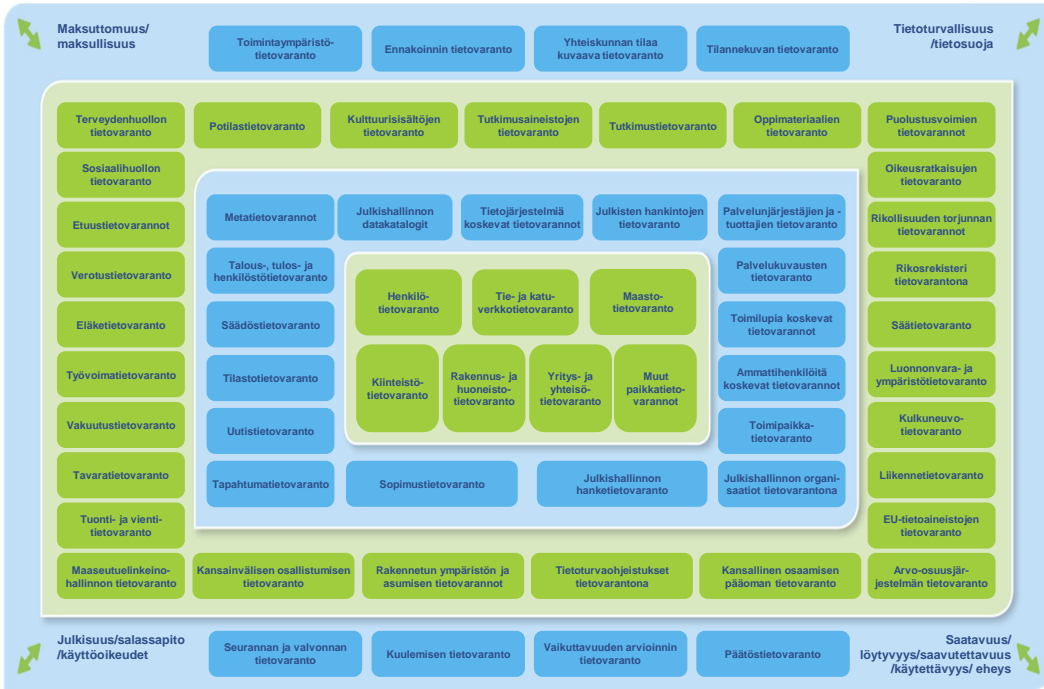 Maksuttomuus/
maksullisuus
Toimintaympäristö-
tietovaranto
Ennakoinnin tietovaranto
Yhteiskunnan tilaa
kuvaava tietovaranto
Tilannekuvan tietovaranto
Tietoturvallisuus
/tietosuoja
Terveydenhuollon
tietovaranto
Potilastietovaranto
Kulttuurisisältöjen
tietovaranto
Tutkimusaineistojen
tietovaranto
Tutkimustietovaranto
Oppimateriaalien
tietovaranto
Puolustusvoimien
tietovarannot
Sosiaalihuollon
tietovaranto
Etuustietovarannot
Verotustietovaranto
Eläketietovaranto
Työvoimatietovaranto
Vakuutustietovaranto
Tavaratietovaranto
Tuonti- ja vienti-
tietovaranto
Oikeusratkaisujen
tietovaranto
Rikollisuuden torjunnan
tietovarannot
Rikosrekisteri
tietovarantona
Säätietovaranto
Luonnonvara- ja
ympäristötietovaranto
Kulkuneuvo-
tietovaranto
Liikennetietovaranto
EU-tietoaineistojen
tietovaranto
Metatietovarannot
Julkishallinnon
datakatalogit
Tietojärjestelmiä
koskevat tietovarannot
Julkisten hankintojen
tietovaranto
Palvelunjärjestäjien ja -
tuottajien tietovaranto
Talous-, tulos- ja
henkilöstötietovaranto
Säädöstietovaranto
Tilastotietovaranto
Uutistietovaranto
Palvelukuvausten
tietovaranto
Toimilupia koskevat
tietovarannot
Ammattihenkilöitä
koskevat tietovarannot
Toimipaikka-
tietovaranto
Henkilö-
tietovaranto
Tie- ja katu-
verkkotietovaranto
Maasto-
tietovaranto
Kiinteistö-
tietovaranto
Rakennus- ja
huoneisto-
tietovaranto
Yritys- ja
yhteisö-
tietovaranto
Muut
paikkatieto-
varannot
Tapahtumatietovaranto
Sopimustietovaranto
Julkishallinnon
hanketietovaranto
Julkishallinnon organi-
saatiot tietovarantona
Maaseutuelinkeino-
hallinnon tietovaranto
Kansainvälisen osallistumisen
tietovaranto
Rakennetun ympäristön ja
asumisen tietovarannot
Tietoturvaohjeistukset
tietovarantona
Kansallinen osaamisen
pääoman tietovaranto
Arvo-osuusjär-
jestelmän tietovaranto
Julkisuus/salassapito
/käyttöoikeudet
Seurannan ja valvonnan
tietovaranto
Kuulemisen tietovaranto
Vaikuttavuuden arvioinnin
tietovaranto
Päätöstietovaranto
Saatavuus/
löytyvyys/saavutettavuus
/käytettävyys/ eheys